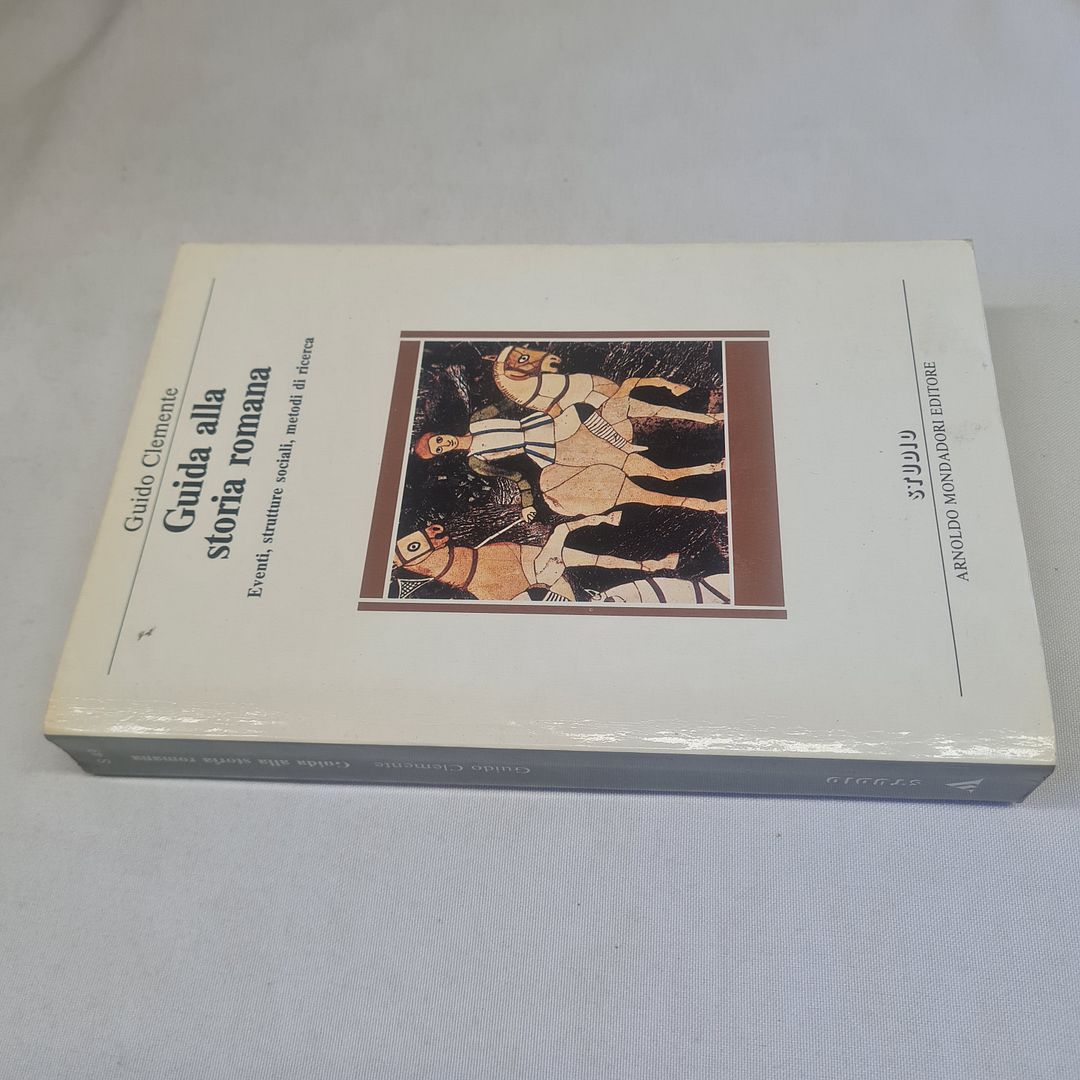 Guido Clemente
Guida alla
storia romana
Eventi, strutture sociali, metodi di ricerca
STUDIO
ARNOLDO MONDADORI EDITORE
Guida alla storia romana
Guido Clemente
STUDIO